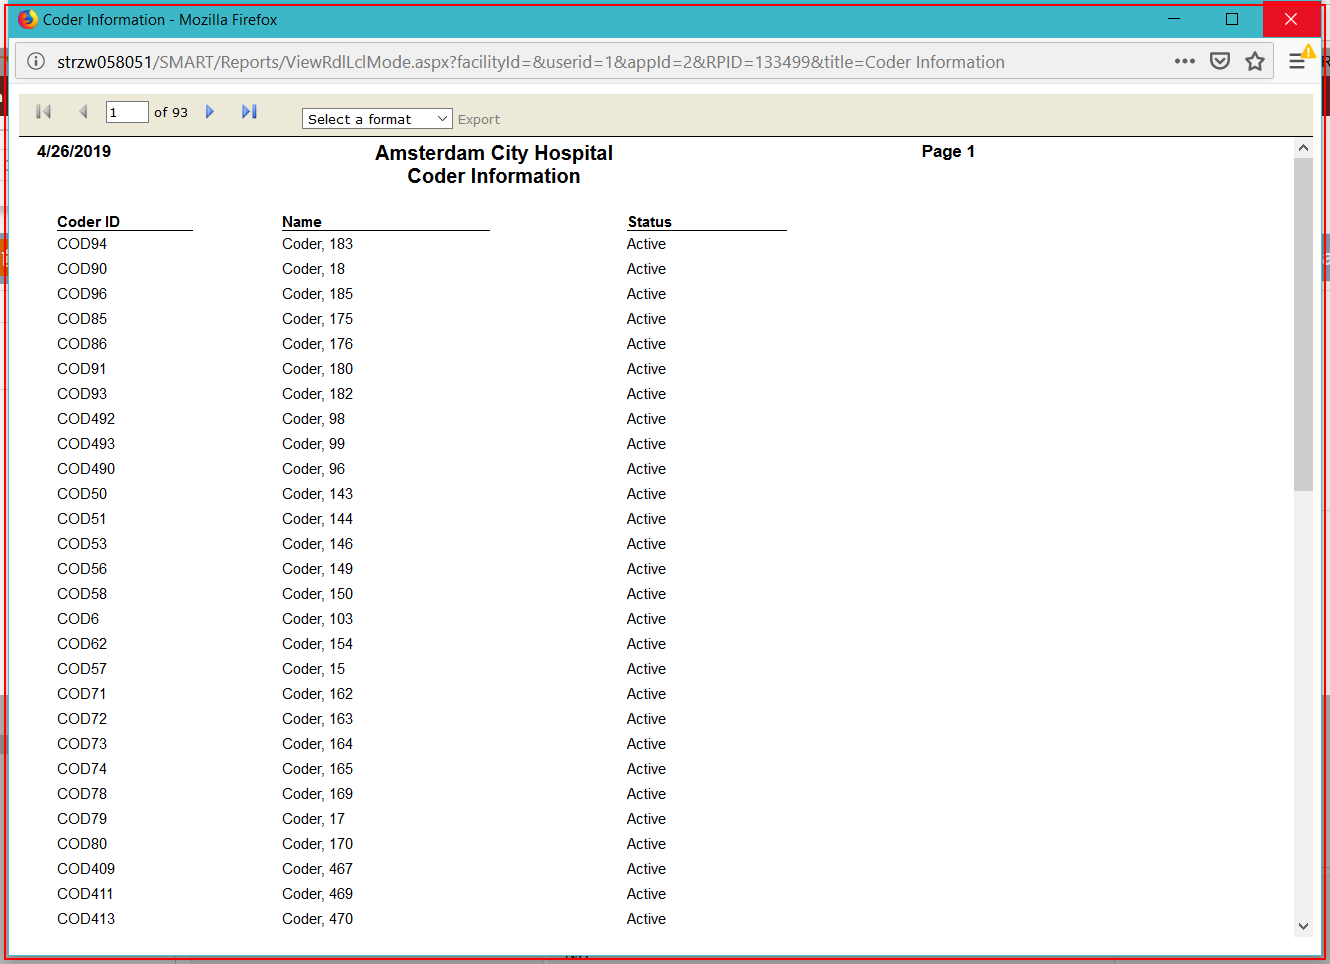 Coder Information - Mozilla Firefox
strzw058051/SMART/Reports/ViewRdlLclMode.aspx?facilityId=&userid=1&appId=2&RPID=133499&title=Coder Information
1 of 93 Select a format Export
4/26/2019 Amsterdam City Hospital Page 1
Coder Information
Coder ID Name Status
COD94 Coder, 183 Active
COD90 Coder, 18 Active
COD96 Coder, 185 Active
COD85 Coder, 175 Active
COD86 Coder, 176 Active
COD91 Coder, 180 Active
COD93 Coder, 182 Active
COD492 Coder, 98 Active
COD493 Coder, 99 Active
COD490 Coder, 96 Active
COD50 Coder, 143 Active
COD51 Coder, 144 Active
COD53 Coder, 146 Active
COD56 Coder, 149 Active
COD58 Coder, 150 Active
COD6 Coder, 103 Active
COD62 Coder, 154 Active
COD57 Coder, 15 Active
COD71 Coder, 162 Active
COD72 Coder, 163 Active
COD73 Coder, 164 Active
COD74 Coder, 165 Active
COD78 Coder, 169 Active
COD79 Coder, 17 Active
COD80 Coder, 170 Active
COD409 Coder, 467 Active
COD411 Coder, 469 Active
COD413 Coder, 470 Active